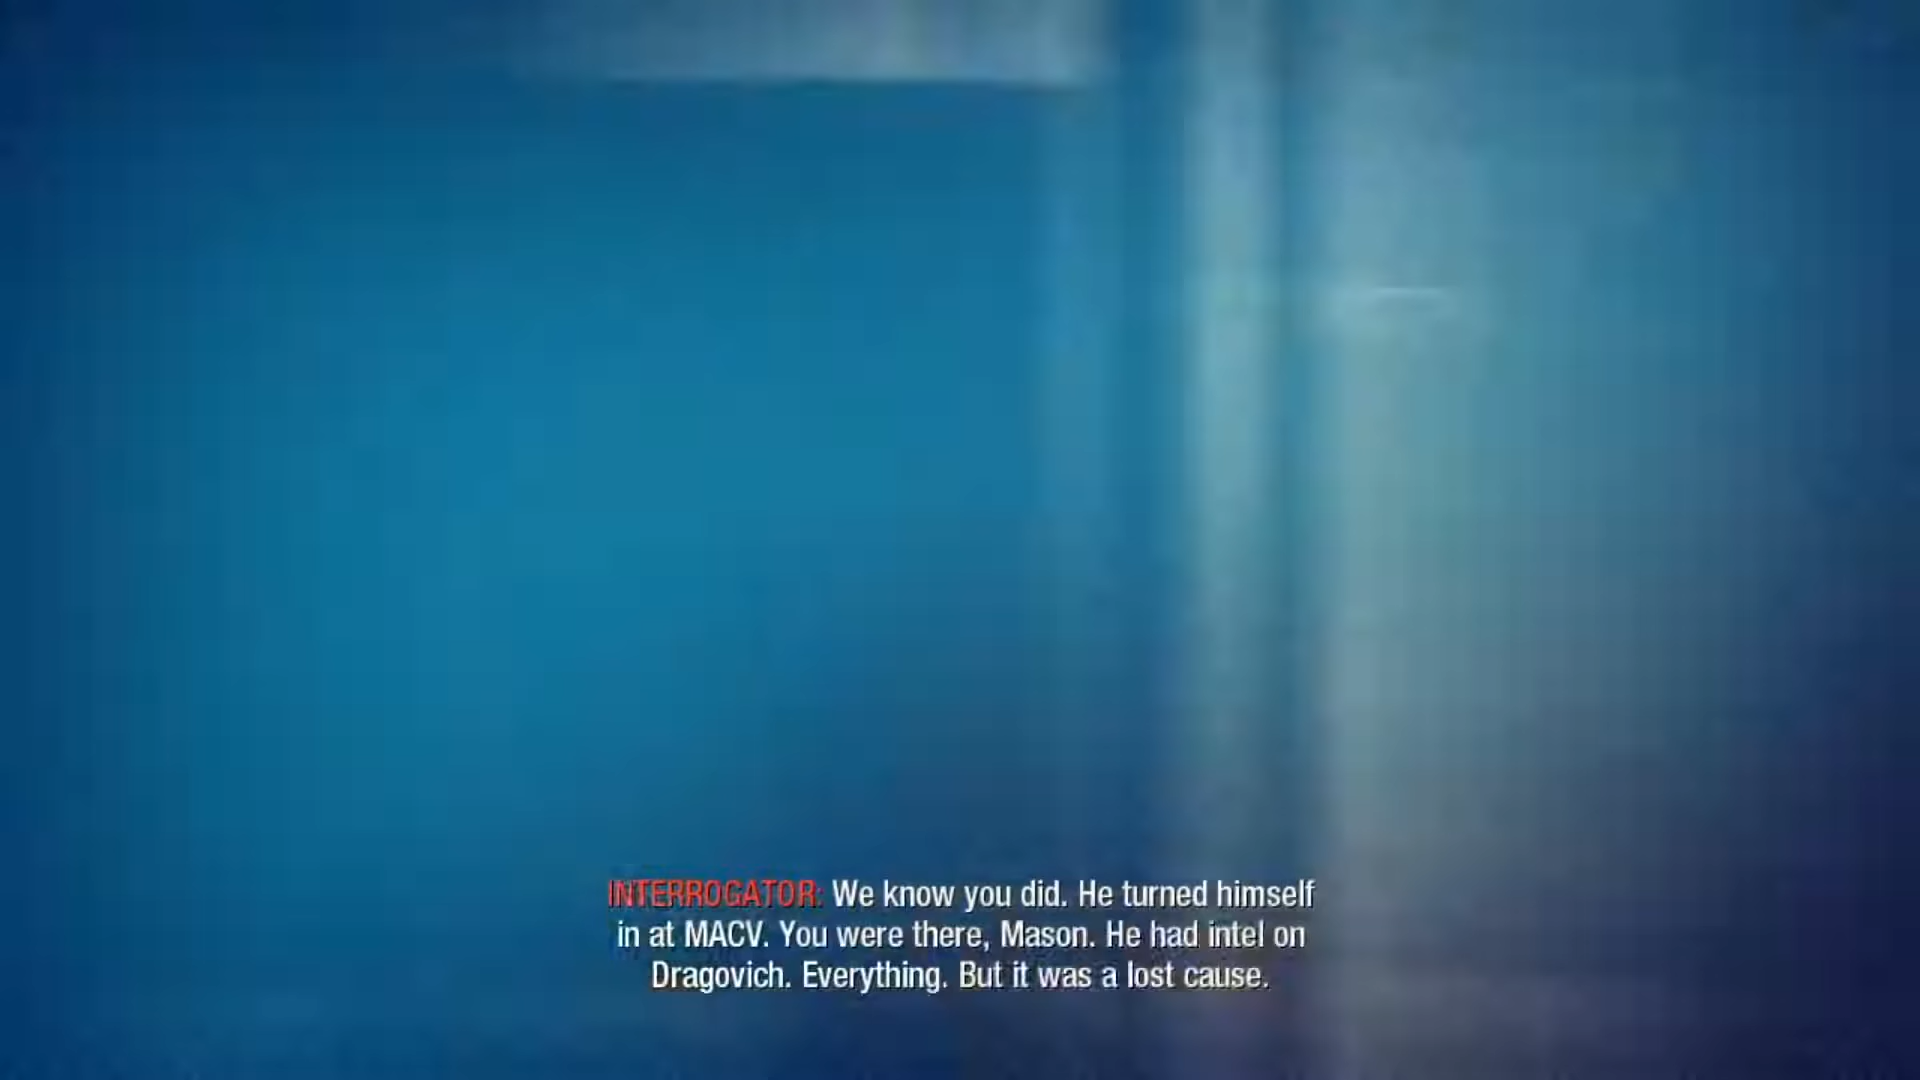 INTERROGATOR: We know you did. He turned himself
in at MACV. You were there, Mason. He had intel on
Dragovich. Everything. But it was a lost cause.